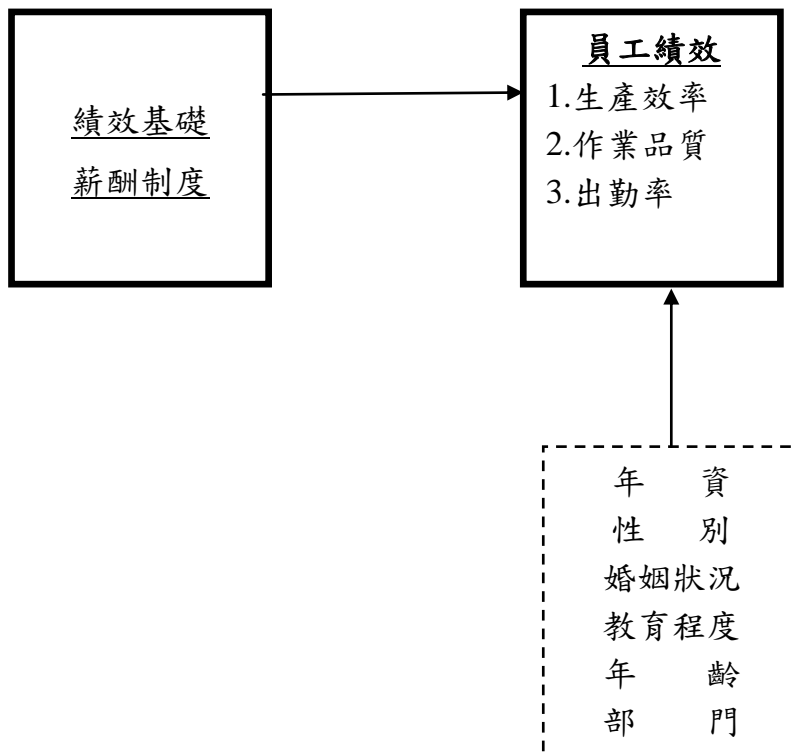 績效基礎
薪酬制度
員工績效
1.生產效率
2.作業品質
3.出勤率
年 資
性 別
婚姻狀況
教育程度
年 齡
部 門